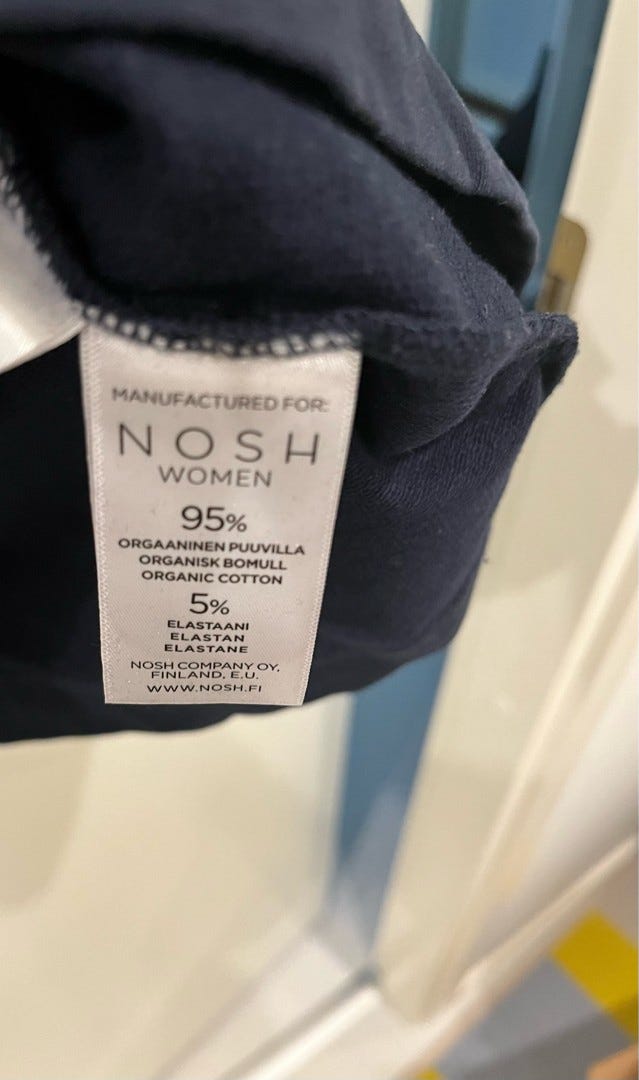 MANUFACTURED FOR:
NOSH
WOMEN
95%
ORGAANINEN PUUVILLA
ORGANISK BOMULL
ORGANIC COTTON
5%
ELASTAANI
ELASTAN
ELASTANE
NOSH COMPANY OY,
FINLAND, E.U.
WWW.NOSH.FI